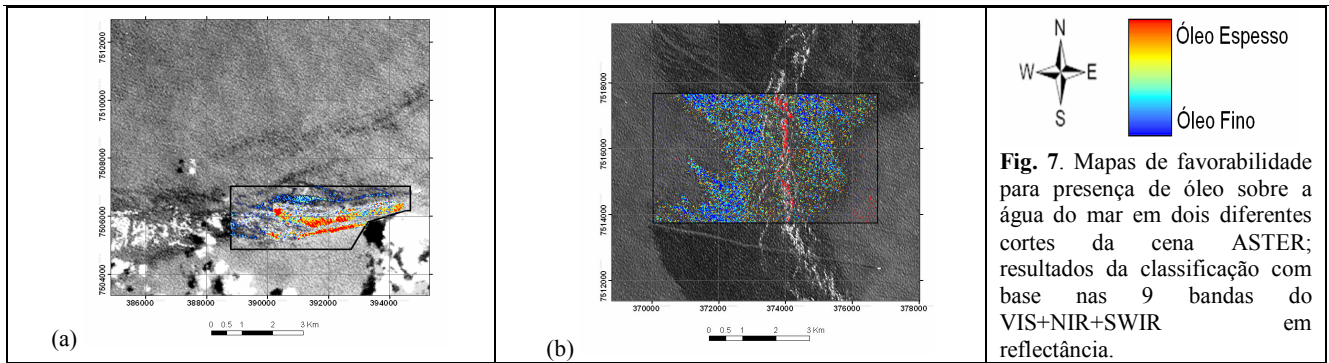 7512000
7510000
7508000
7506000
7504000
386000 388000 390000 392000 394000
0 0.5 1 2 3 Km
(a)
7518000
7516000
7514000
7512000
370000 372000 374000 376000 378000
0 0.5 1 2 3 Km
(b)
N
W E
S
Óleo Espesso
Óleo Fino
Fig. 7. Mapas de favorabilidade
para presença de óleo sobre a
água do mar em dois diferentes
cortes da cena ASTER;
resultados da classificação com
base nas 9 bandas do
VIS+NIR+SWIR em
reflectância.